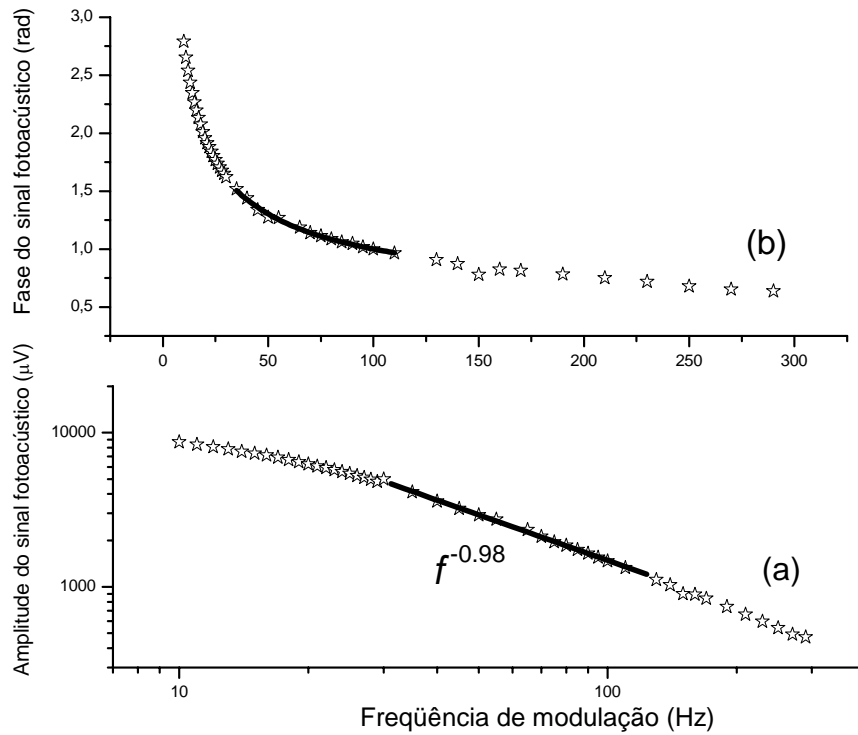 Fase do sinal fotoacústico (rad)
3,0
2,5
2,0
1,5
1,0
0,5
(b)
0 50 100 150 200 250 300
Amplitude do sinal fotoacústico (μV)
10000
1000
f -0.98
(a)
10 100
Freqüência de modulação (Hz)